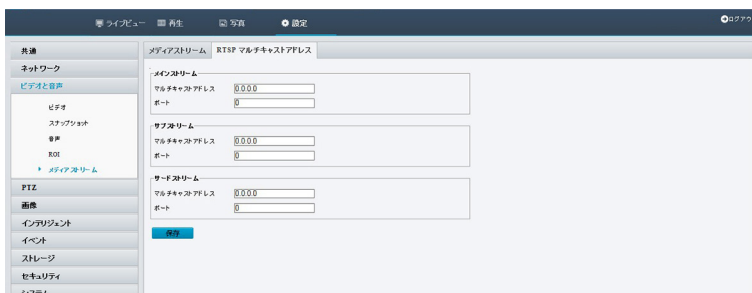 ライブビュー 再生 写真 設定 ログアウ
共通
ネットワーク
ビデオと音声
ビデオ
スナップショット
音声
ROI
メディアストリーム
PTZ
画像
インテリジェント
イベント
ストレージ
セキュリティ
システム
メディアストリーム RTSP マルチキャストアドレス
メインストリーム
マルチキャストアドレス 0.0.0.0
ポート 0
サブストリーム
マルチキャストアドレス 0.0.0.0
ポート 0
サードストリーム
マルチキャストアドレス 0.0.0.0
ポート 0
保存